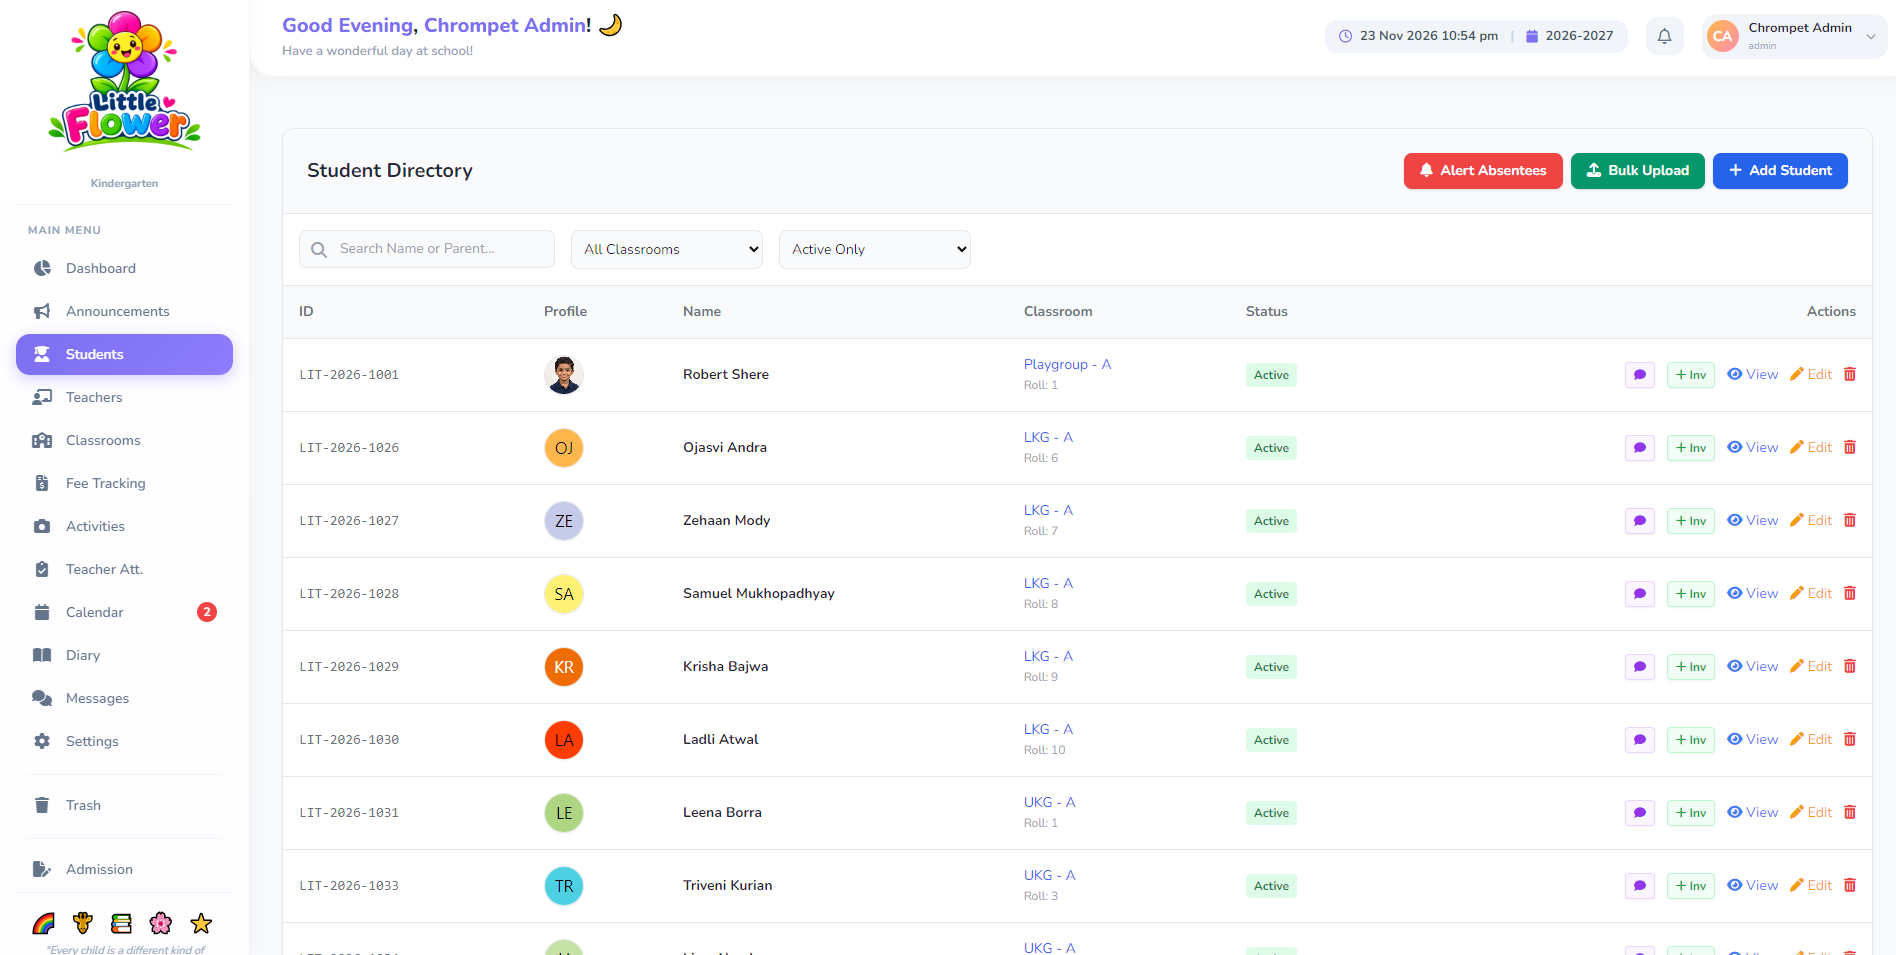 Little
Flower
Kindergarten
MAIN MENU
Dashboard
Announcements
Students
Teachers
Classrooms
Fee Tracking
Activities
Teacher Att.
Calendar 2
Diary
Messages
Settings
Trash
Admission
"Every child is a different kind of
Good Evening, Chrompet Admin!
Have a wonderful day at school!
23 Nov 2026 10:54 pm | 2026-2027
CA Chrompet Admin
admin
Student Directory
Alert Absentees Bulk Upload + Add Student
Search Name or Parent... All Classrooms Active Only
ID Profile Name Classroom Status Actions
LIT-2026-1001 Robert Shere Playgroup - A Active + Inv View Edit
Roll: 1
LIT-2026-1026 OJ Ojasvi Andra LKG - A Active + Inv View Edit
Roll: 6
LIT-2026-1027 ZE Zehaan Mody LKG - A Active + Inv View Edit
Roll: 7
LIT-2026-1028 SA Samuel Mukhopadhyay LKG - A Active + Inv View Edit
Roll: 8
LIT-2026-1029 KR Krisha Bajwa LKG - A Active + Inv View Edit
Roll: 9
LIT-2026-1030 LA Ladli Atwal LKG - A Active + Inv View Edit
Roll: 10
LIT-2026-1031 LE Leena Borra UKG - A Active + Inv View Edit
Roll: 1
LIT-2026-1033 TR Triveni Kurian UKG - A Active + Inv View Edit
Roll: 3
UKG - A